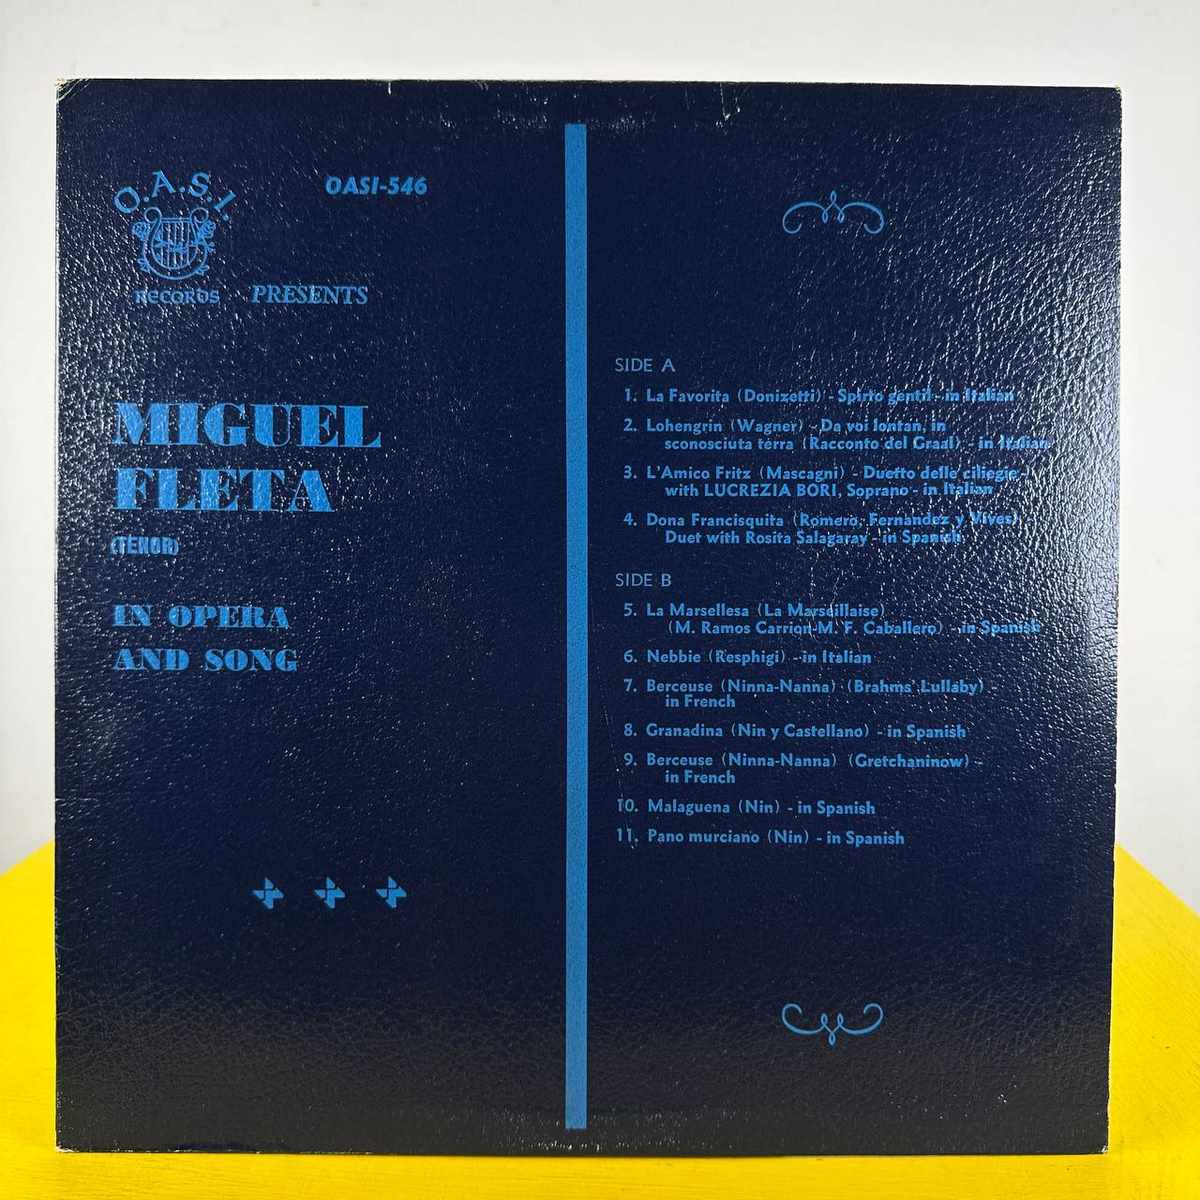 O.A.S.I.
RECORDS
OASI-546
PRESENTS
MIGUEL
FLETA
(TENOR)
IN OPERA
AND SONG
SIDE A
1. La Favorita (Donizetti) - Spirto gentil - in Italian
2. Lohengrin (Wagner) - Da voi lontan, in
sconosciuta terra (Racconto del Graal) - in Italian
3. L'Amico Fritz (Mascagni) - Duetto delle ciliegie -
with LUCREZIA BORI, Soprano - in Italian
4. Dona Francisquita (Romero, Fernandez y Vives)
Duet with Rosita Salagaray - in Spanish
SIDE B
5. La Marsellesa (La Marseillaise)
(M. Ramos Carrion-M. F. Caballero) - in Spanish
6. Nebbie (Resphigi) - in Italian
7. Berceuse (Ninna-Nanna) (Brahms' Lullaby)
in French
8. Granadina (Nin y Castellano) - in Spanish
9. Berceuse (Ninna-Nanna) (Gretchaninow) -
in French
10. Malaguena (Nin) - in Spanish
11. Pano murciano (Nin) - in Spanish